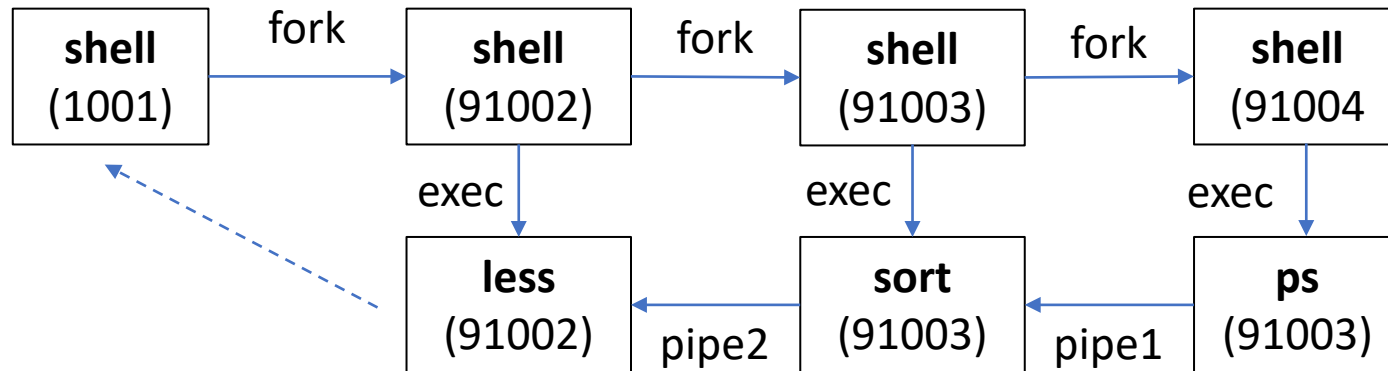 shell
(1001)
fork
shell
(91002)
fork
shell
(91003)
fork
shell
(91004
exec
exec
exec
less
(91002)
pipe2
sort
(91003)
pipe1
ps
(91003)